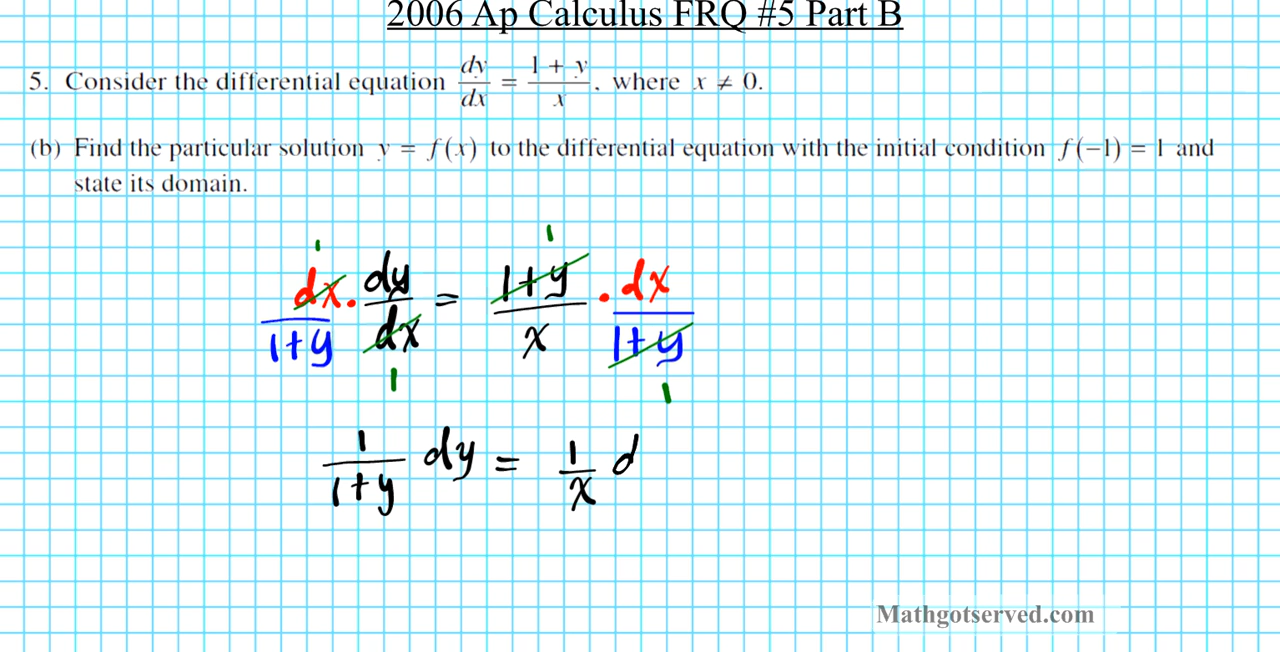 2006 Ap Calculus FRQ #5 Part B
5. Consider the differential equation dy/dx = (1 + y)/x, where x ≠ 0.
(b) Find the particular solution y = f(x) to the differential equation with the initial condition f(−1) = 1 and
state its domain.
1 1
dx/(1+y) · dy/dx = (1+y)/x · dx/(1+y)
1 1
1/(1+y) dy = 1/x d
Mathgotserved.com